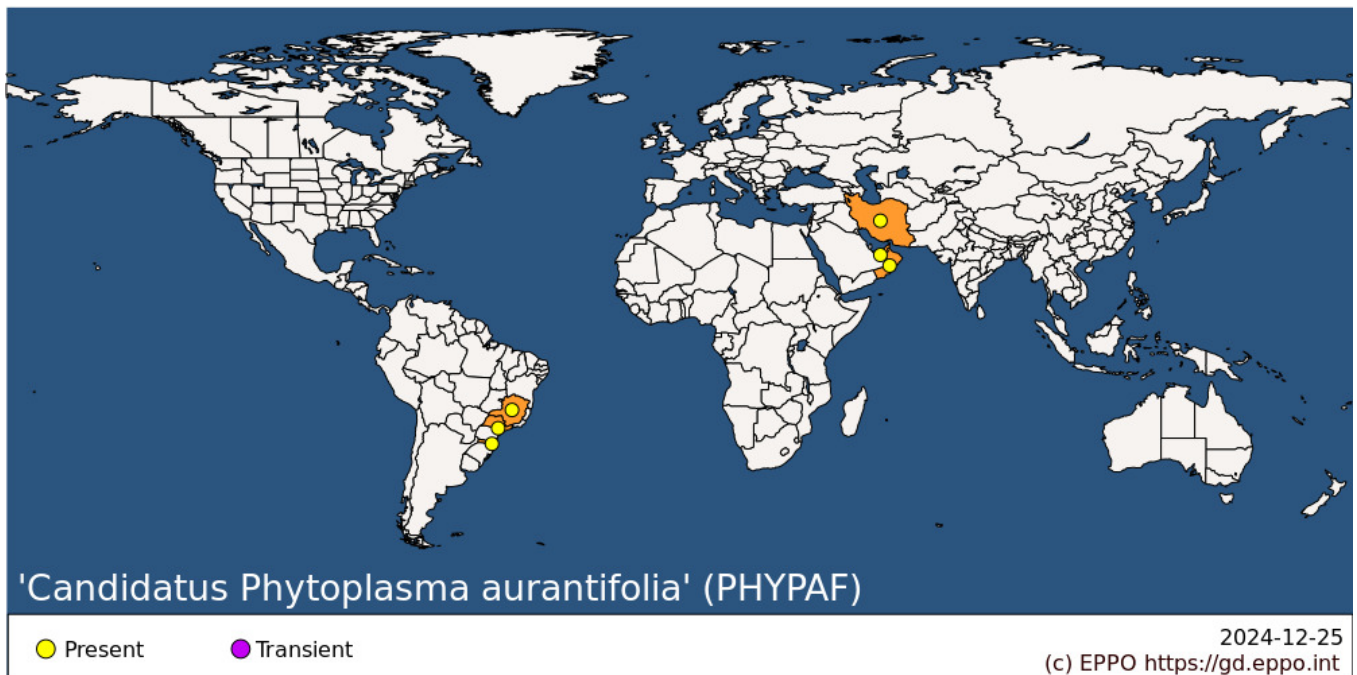 'Candidatus Phytoplasma aurantifolia' (PHYPAF)
Present
Transient
2024-12-25
(c) EPPO https://gd.eppo.int